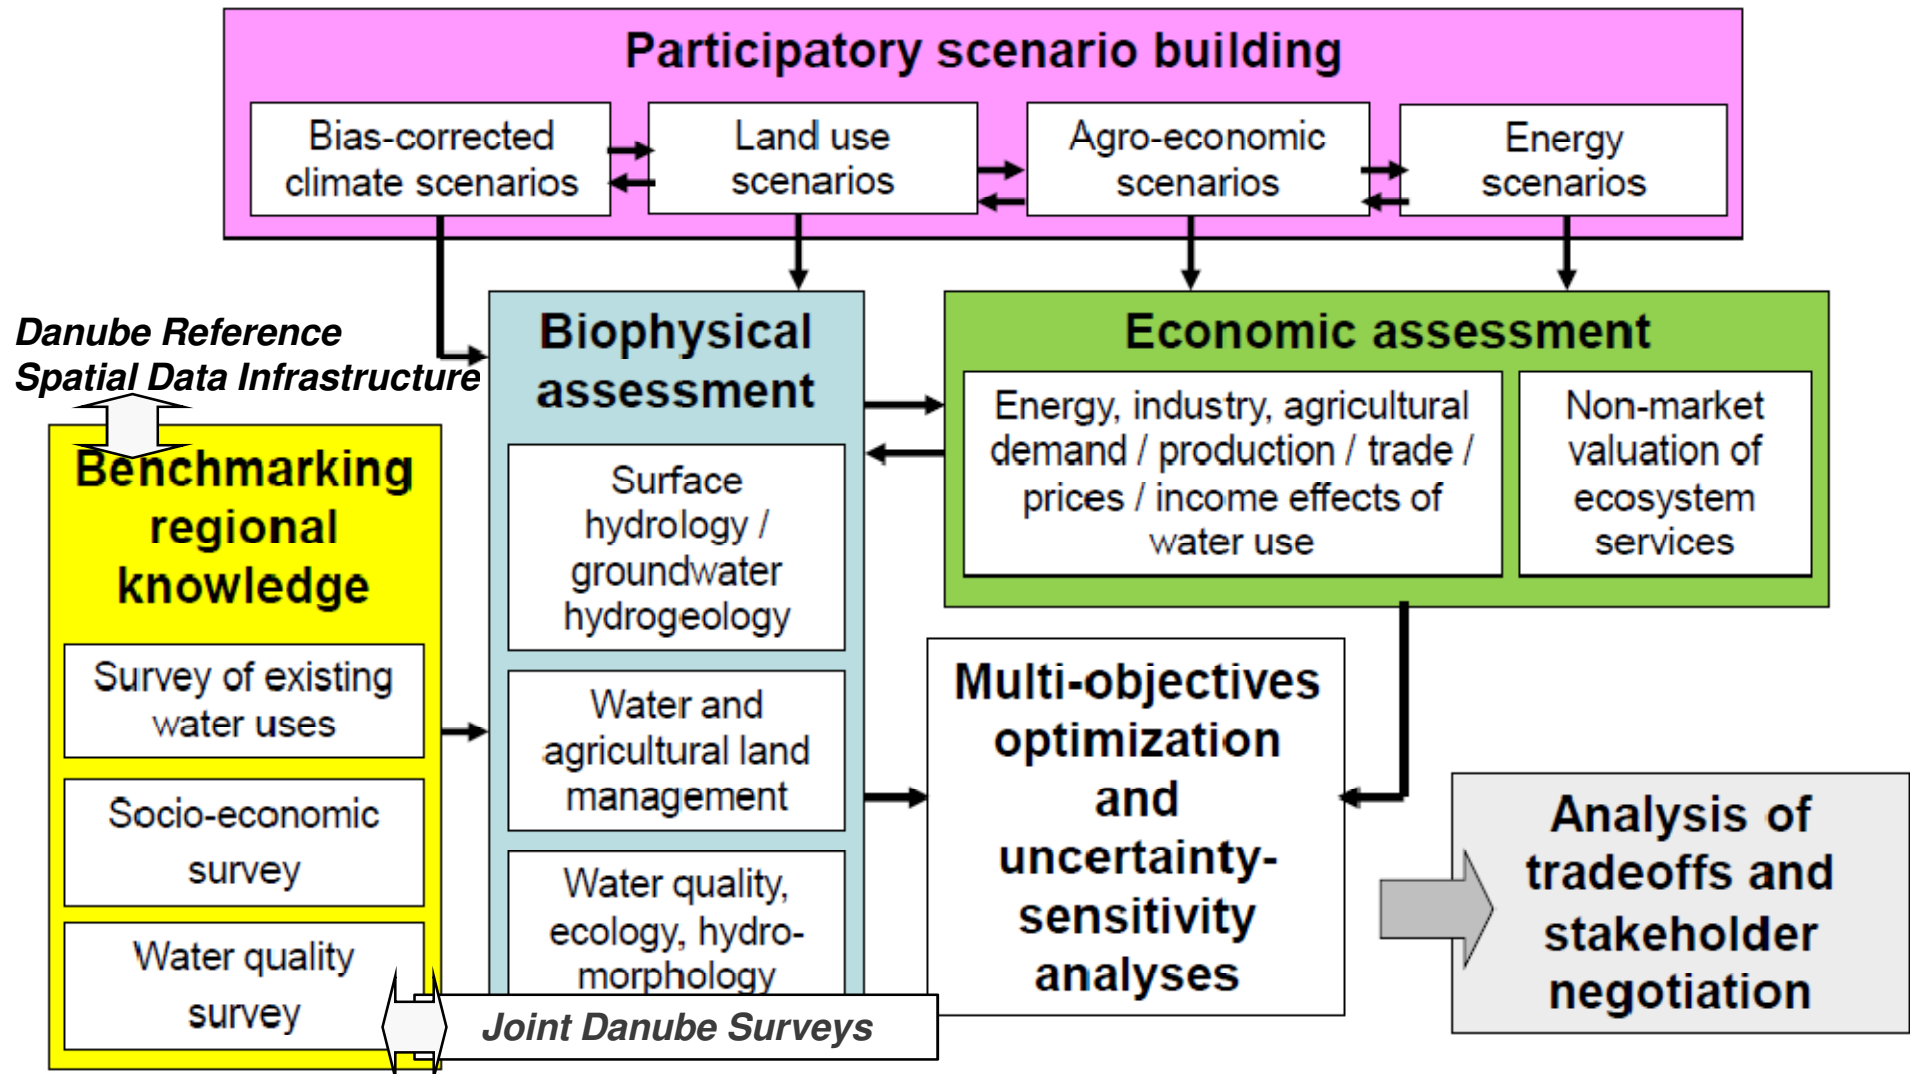 Participatory scenario building
Bias-corrected
climate scenarios
Land use
scenarios
Agro-economic
scenarios
Energy
scenarios
Danube Reference
Spatial Data Infrastructure
Benchmarking
regional
knowledge
Survey of existing
water uses
Socio-economic
survey
Water quality
survey
Biophysical
assessment
Surface
hydrology /
groundwater
hydrogeology
Water and
agricultural land
management
Water quality,
ecology, hydro-
morphology
Joint Danube Surveys
Economic assessment
Energy, industry, agricultural
demand / production / trade /
prices / income effects of
water use
Non-market
valuation of
ecosystem
services
Multi-objectives
optimization
and
uncertainty-
sensitivity
analyses
Analysis of
tradeoffs and
stakeholder
negotiation